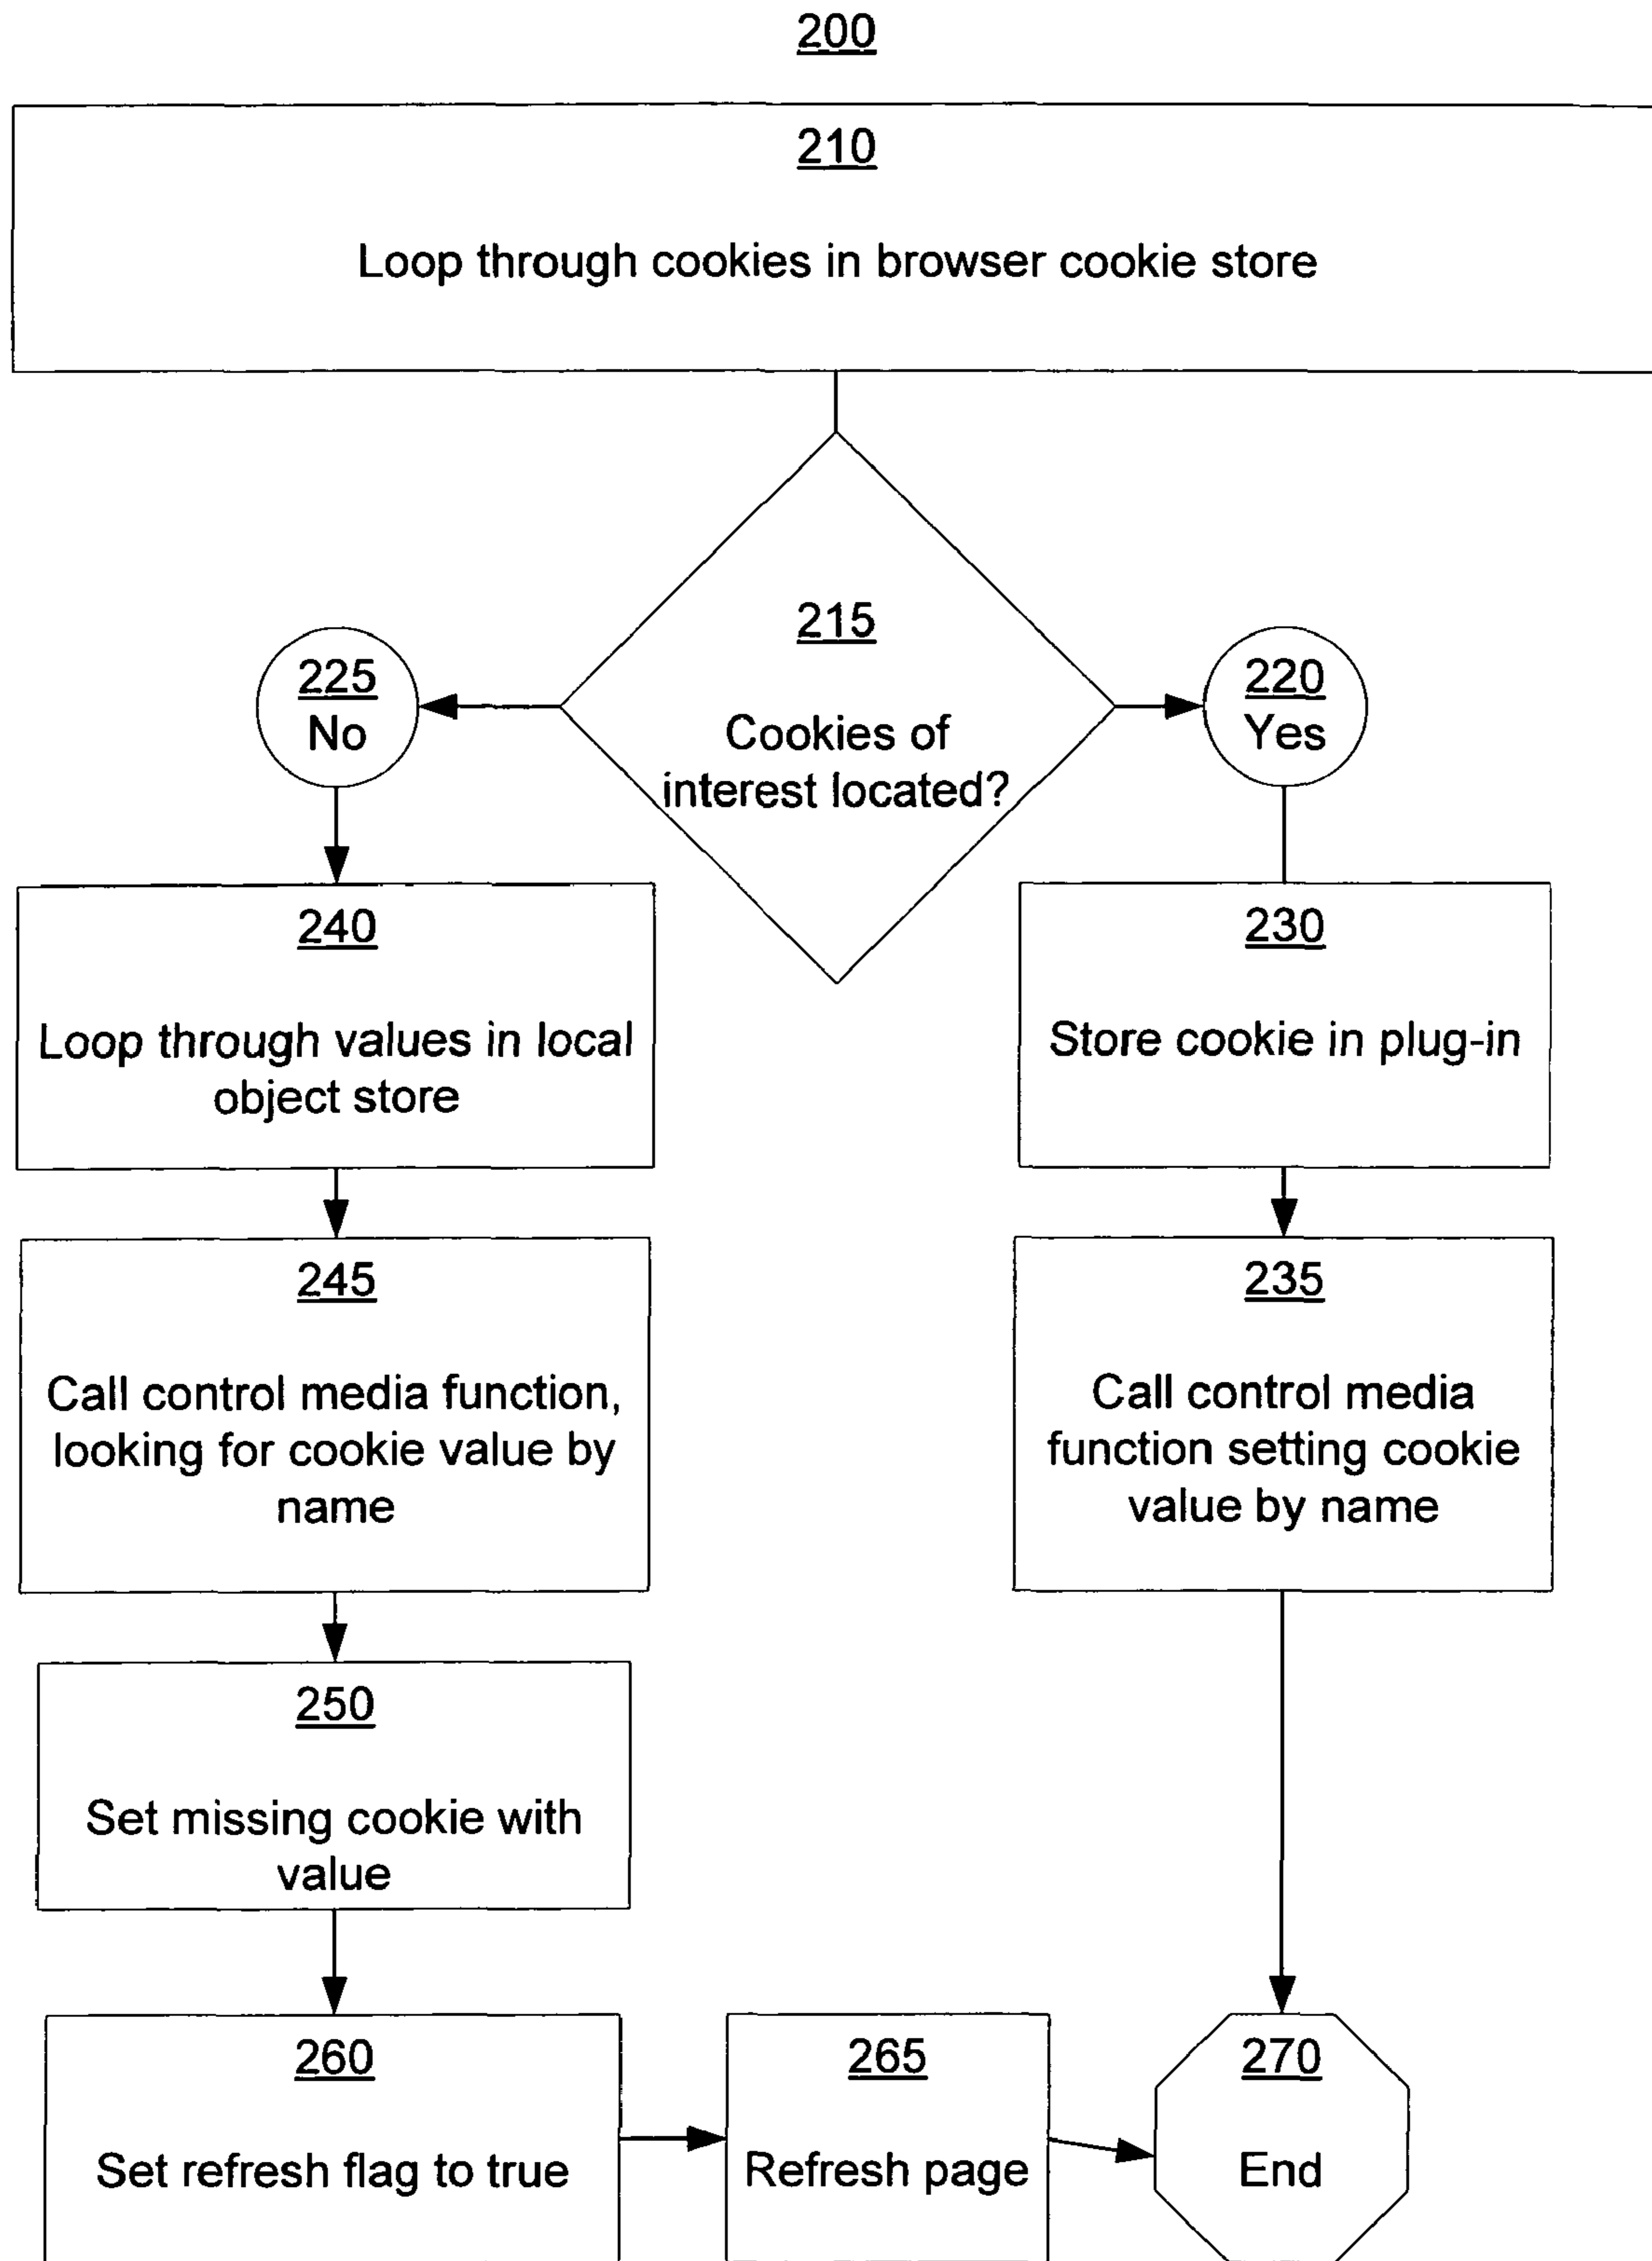 200
210
Loop through cookies in browser cookie store
215
Cookies of
interest located?
225
No
220
Yes
240
Loop through values in local
object store
230
Store cookie in plug-in
245
Call control media function,
looking for cookie value by
name
235
Call control media
function setting cookie
value by name
250
Set missing cookie with
value
260
Set refresh flag to true
265
Refresh page
270
End